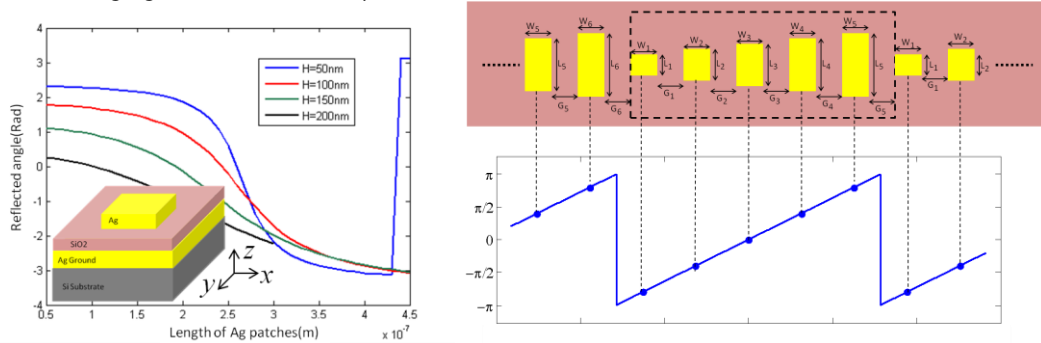 4
3
2
1
0
-1
-2
-3
-4
Reflected angle(Rad)
H=50nm
H=100nm
H=150nm
H=200nm
Ag
SiO2
Ag Ground
Si Substrate
z
x
y
0.5 1 1.5 2 2.5 3 3.5 4 4.5
x 10⁻⁷
Length of Ag patches(m)
W₅ W₆ W₁ W₂ W₃ W₄ W₅ W₁ W₂
L₅ L₆ L₁ L₂ L₃ L₄ L₅ L₁ L₂
G₅ G₆ G₁ G₂ G₃ G₄ G₅ G₁
π
π/2
0
−π/2
−π